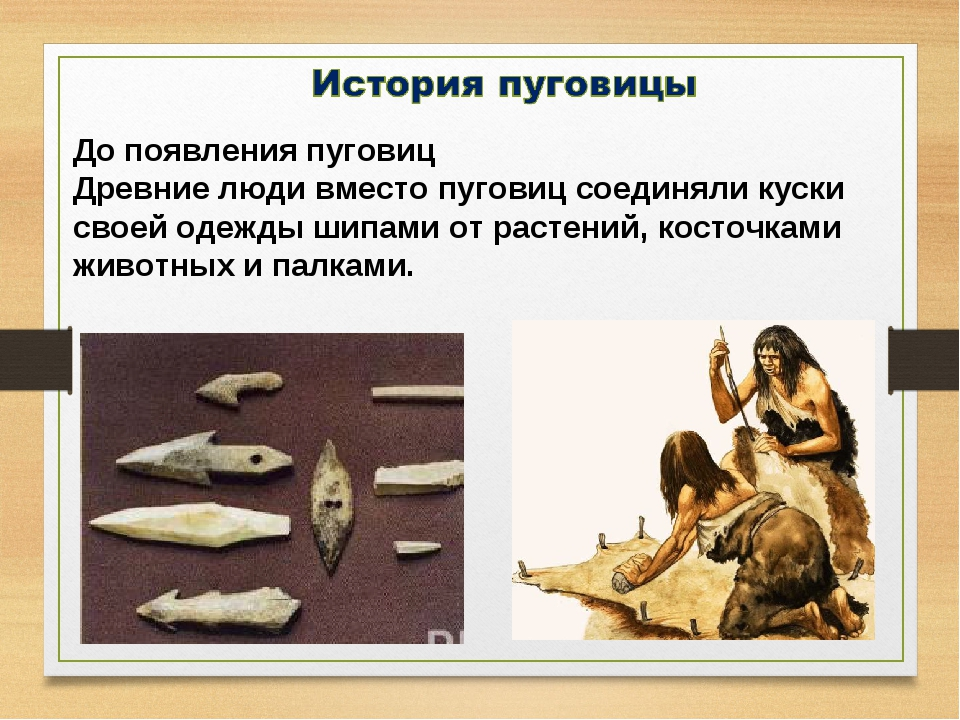 История пуговицы
До появления пуговиц
Древние люди вместо пуговиц соединяли куски
своей одежды шипами от растений, косточками
животных и палками.